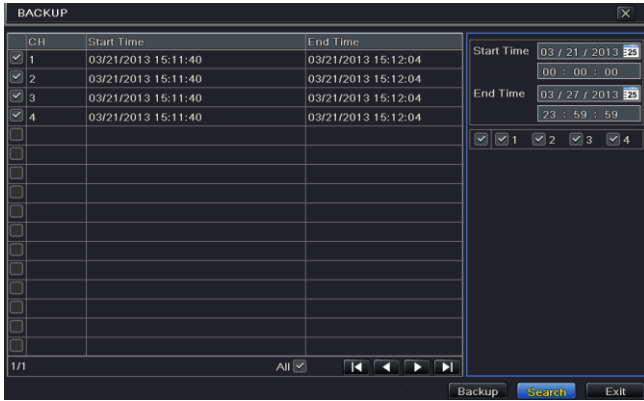 BACKUP
CH Start Time End Time
1 03/21/2013 15:11:40 03/21/2013 15:12:04
2 03/21/2013 15:11:40 03/21/2013 15:12:04
3 03/21/2013 15:11:40 03/21/2013 15:12:04
4 03/21/2013 15:11:40 03/21/2013 15:12:04
1/1 All
Start Time 03 / 21 / 2013 25
00 : 00 : 00
End Time 03 / 27 / 2013 25
23 : 59 : 59
1 2 3 4
Backup Search Exit